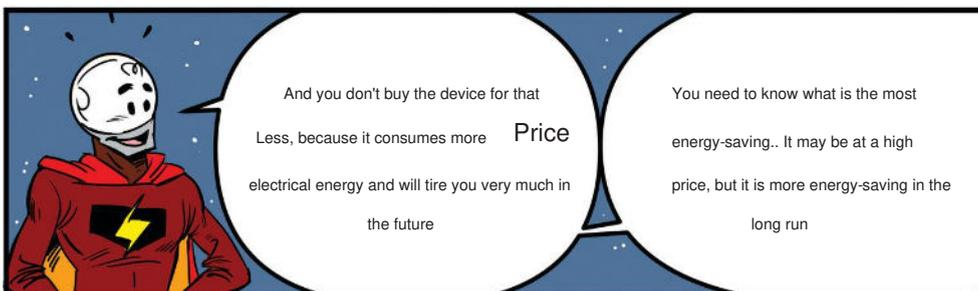 And you don't buy the device for that
Less, because it consumes more Price
electrical energy and will tire you very much in
the future
You need to know what is the most
energy-saving.. It may be at a high
price, but it is more energy-saving in the
long run